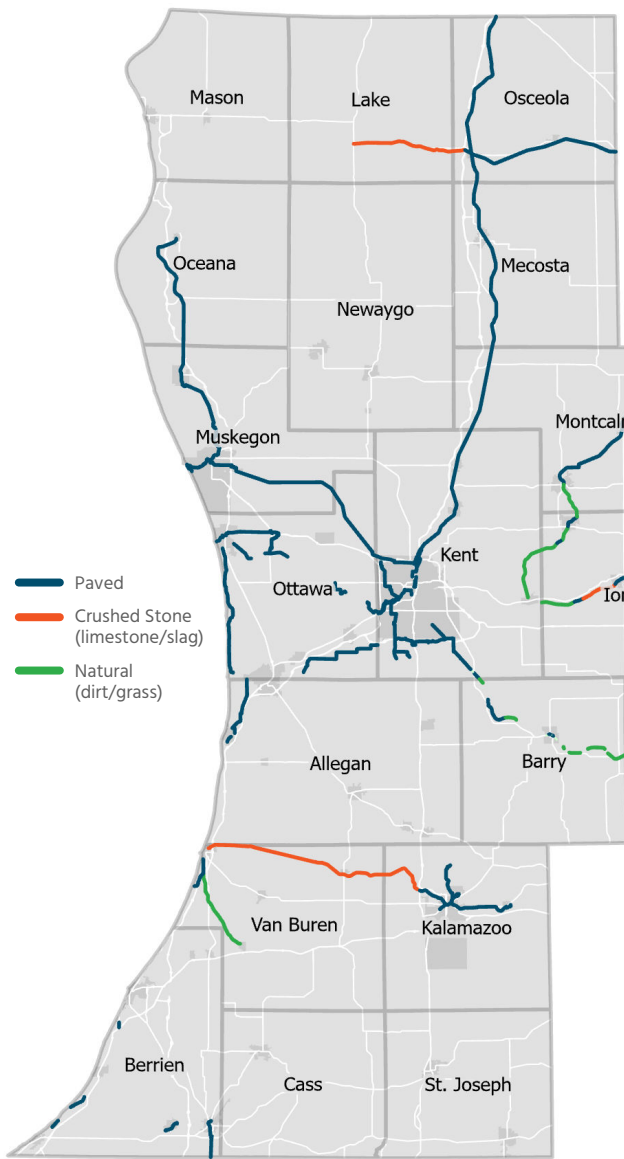 Mason
Lake
Osceola
Oceana
Mecosta
Newaygo
Montcalm
Muskegon
Kent
Ottawa
Ion
Paved
Crushed Stone
(limestone/slag)
Natural
(dirt/grass)
Allegan
Barry
Van Buren
Kalamazoo
Berrien
Cass
St. Joseph